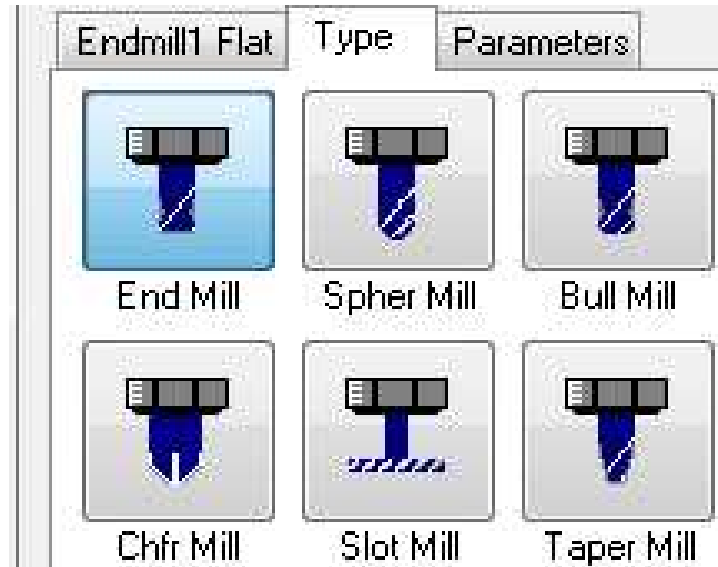 Endmill1 Flat Type Parameters
End Mill Spher Mill Bull Mill
Chfr Mill Slot Mill Taper Mill